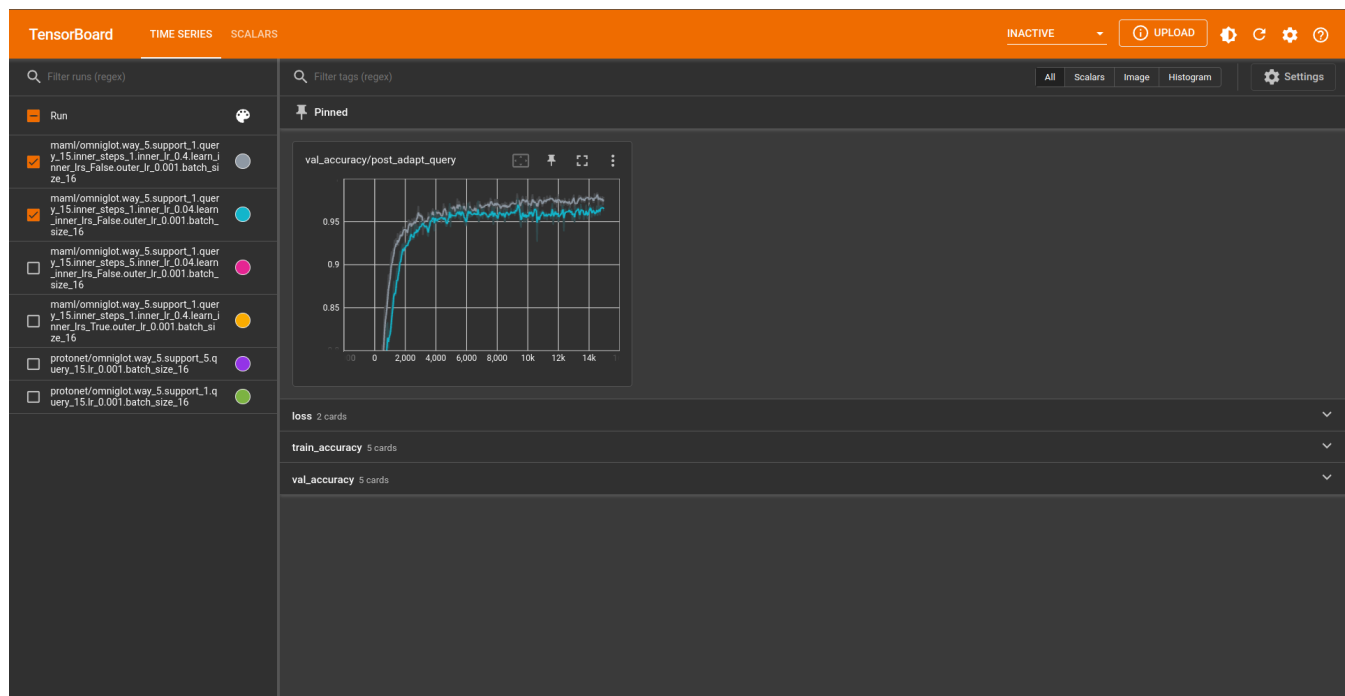 TensorBoard TIME SERIES SCALARS INACTIVE UPLOAD
Filter runs (regex)
Run
maml/omniglot.way_5.support_1.quer
y_15.inner_steps_1.inner_lr_0.4.learn_i
nner_lrs_False.outer_lr_0.001.batch_si
ze_16
maml/omniglot.way_5.support_1.quer
y_15.inner_steps_1.inner_lr_0.04.learn
_inner_lrs_False.outer_lr_0.001.batch_
size_16
maml/omniglot.way_5.support_1.quer
y_15.inner_steps_5.inner_lr_0.04.learn
_inner_lrs_False.outer_lr_0.001.batch_
size_16
maml/omniglot.way_5.support_1.quer
y_15.inner_steps_1.inner_lr_0.4.learn_i
nner_lrs_True.outer_lr_0.001.batch_si
ze_16
protonet/omniglot.way_5.support_5.q
uery_15.lr_0.001.batch_size_16
protonet/omniglot.way_5.support_1.q
uery_15.lr_0.001.batch_size_16
Filter tags (regex) All Scalars Image Histogram Settings
Pinned
val_accuracy/post_adapt_query
0.95
0.9
0.85
0 2,000 4,000 6,000 8,000 10k 12k 14k
loss 2 cards
train_accuracy 5 cards
val_accuracy 5 cards